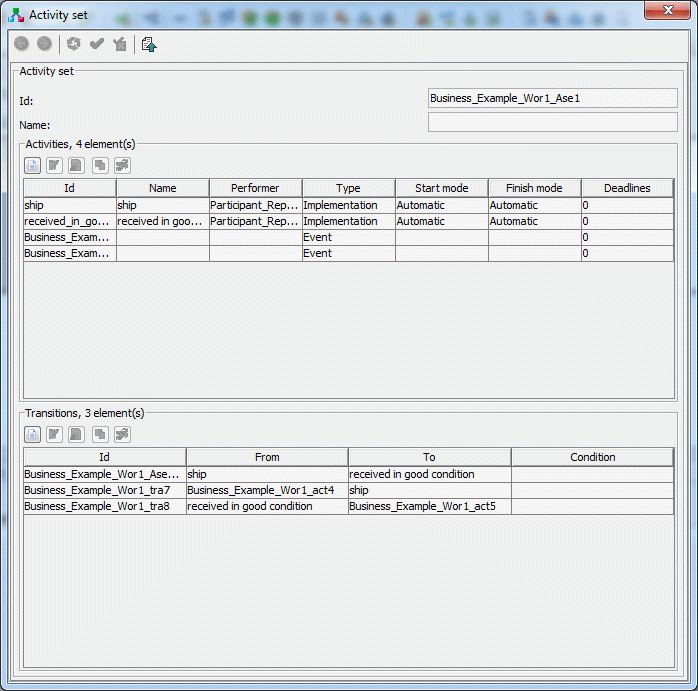 Activity set
Activity set
Id: Business_Example_Wor1_Ase1
Name:
Activities, 4 element(s)
Id Name Performer Type Start mode Finish mode Deadlines
ship ship Participant_Rep... Implementation Automatic Automatic 0
received_in_go... received in goo... Participant_Rep... Implementation Automatic Automatic 0
Business_Exam... Event 0
Business_Exam... Event 0
Transitions, 3 element(s)
Id From To Condition
Business_Example_Wor1_Ase... ship received in good condition
Business_Example_Wor1_tra7 Business_Example_Wor1_act4 ship
Business_Example_Wor1_tra8 received in good condition Business_Example_Wor1_act5